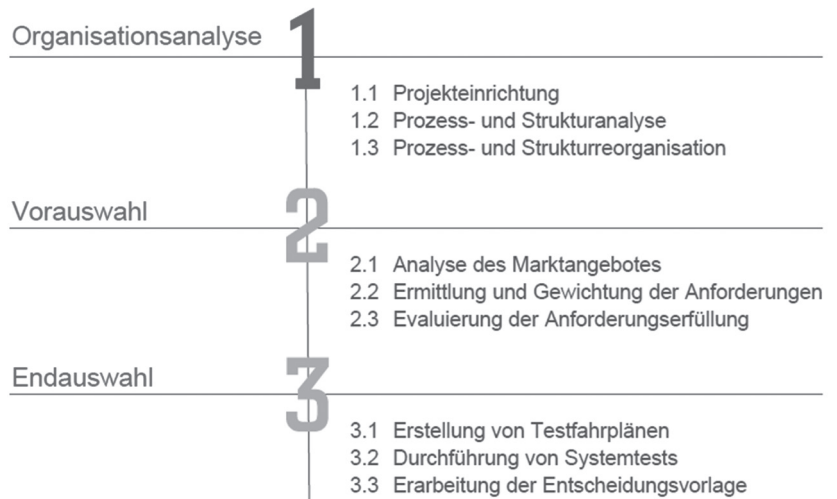 Organisationsanalyse 1
1.1 Projekteinrichtung
1.2 Prozess- und Strukturanalyse
1.3 Prozess- und Strukturreorganisation
Vorauswahl 2
2.1 Analyse des Marktangebotes
2.2 Ermittlung und Gewichtung der Anforderungen
2.3 Evaluierung der Anforderungserfüllung
Endauswahl 3
3.1 Erstellung von Testfahrplänen
3.2 Durchführung von Systemtests
3.3 Erarbeitung der Entscheidungsvorlage